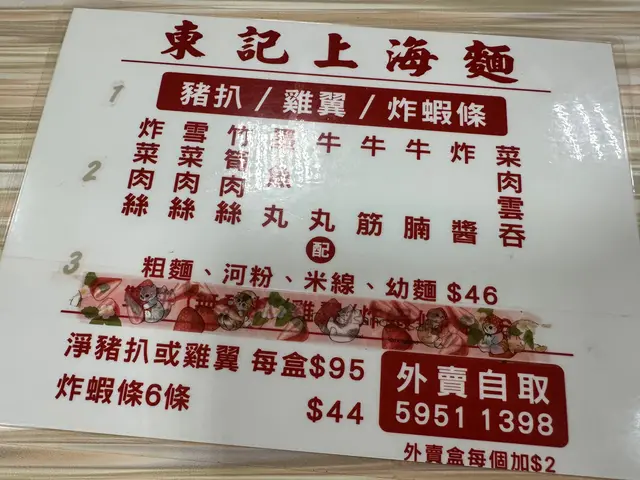 東記上海麵
1
豬扒 / 雞翼 / 炸蝦條
2
炸菜肉絲
雪菜肉絲
竹筍肉絲
丸
牛丸
牛筋
牛腩
炸醬
菜肉雲吞
配
3
粗麵、河粉、米線、幼麵 $46
淨豬扒或雞翼 每盒$95
炸蝦條6條 $44
外賣自取
5951 1398
外賣盒每個加$2